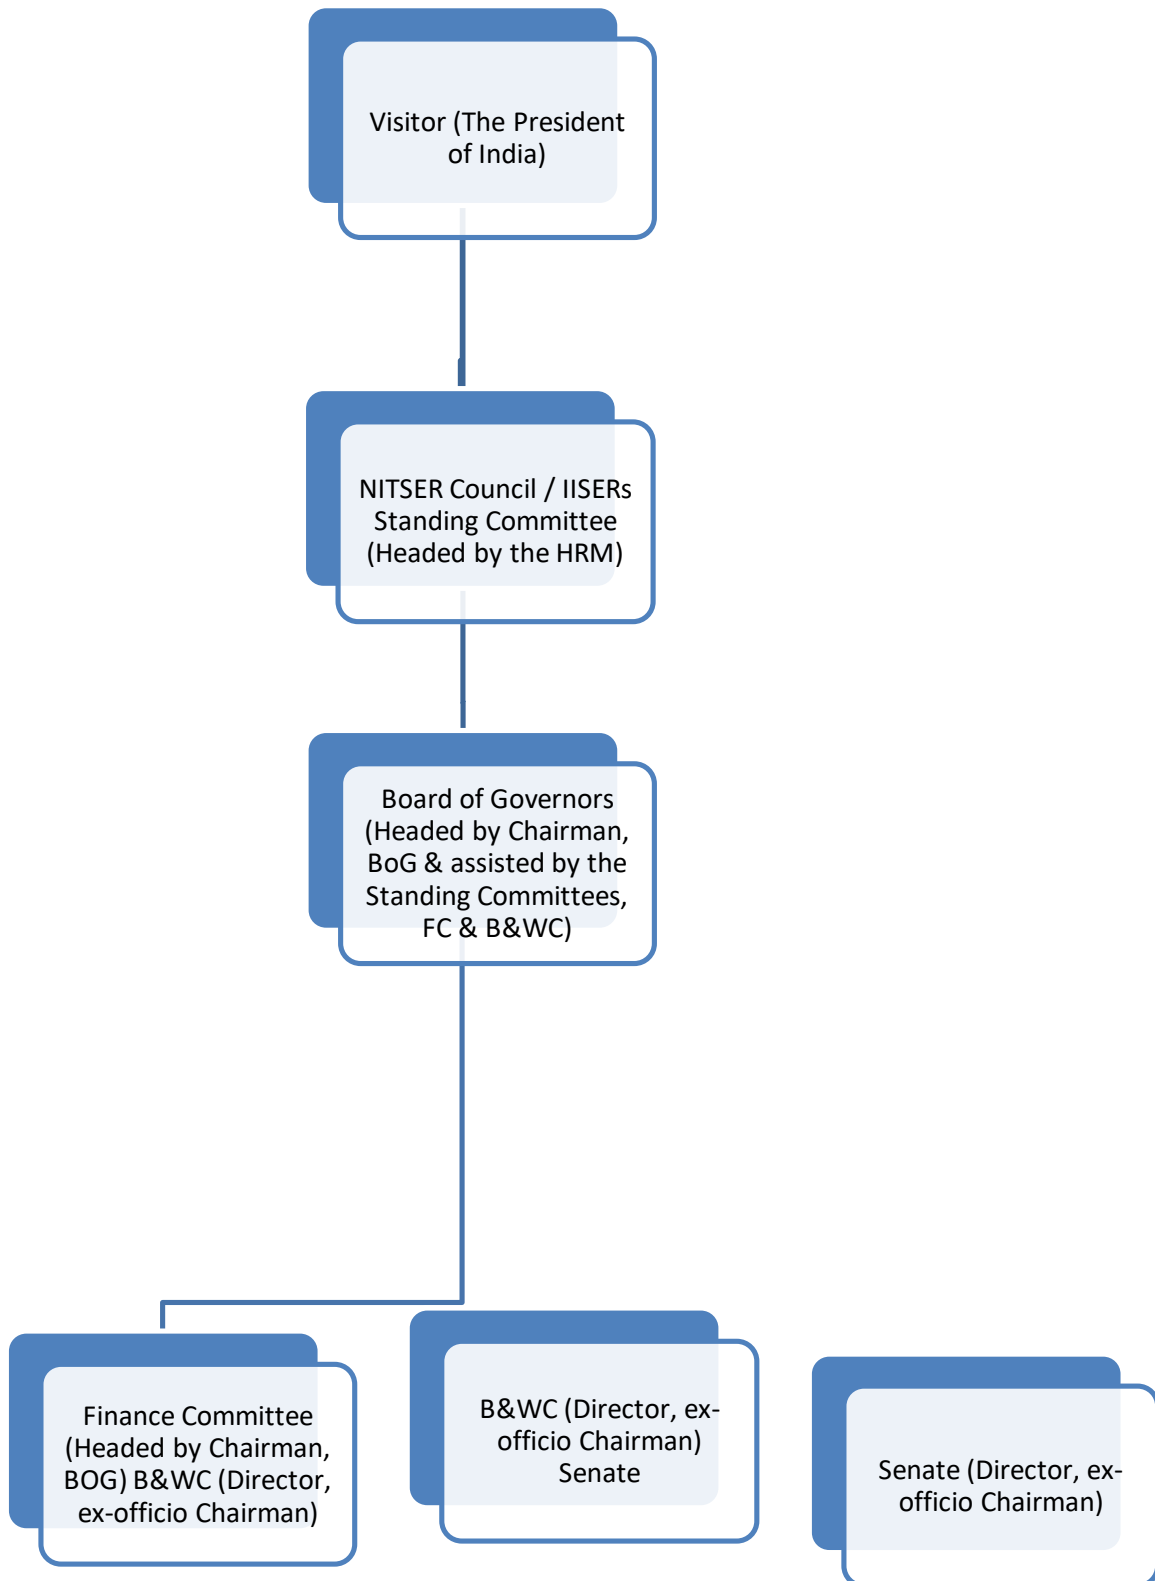 Visitor (The President
of India)
NITSER Council / IISERs
Standing Committee
(Headed by the HRM)
Board of Governors
(Headed by Chairman,
BoG & assisted by the
Standing Committees,
FC & B&WC)
Finance Committee
(Headed by Chairman,
BOG) B&WC (Director,
ex-officio Chairman)
B&WC (Director, ex-
officio Chairman)
Senate
Senate (Director, ex-
officio Chairman)